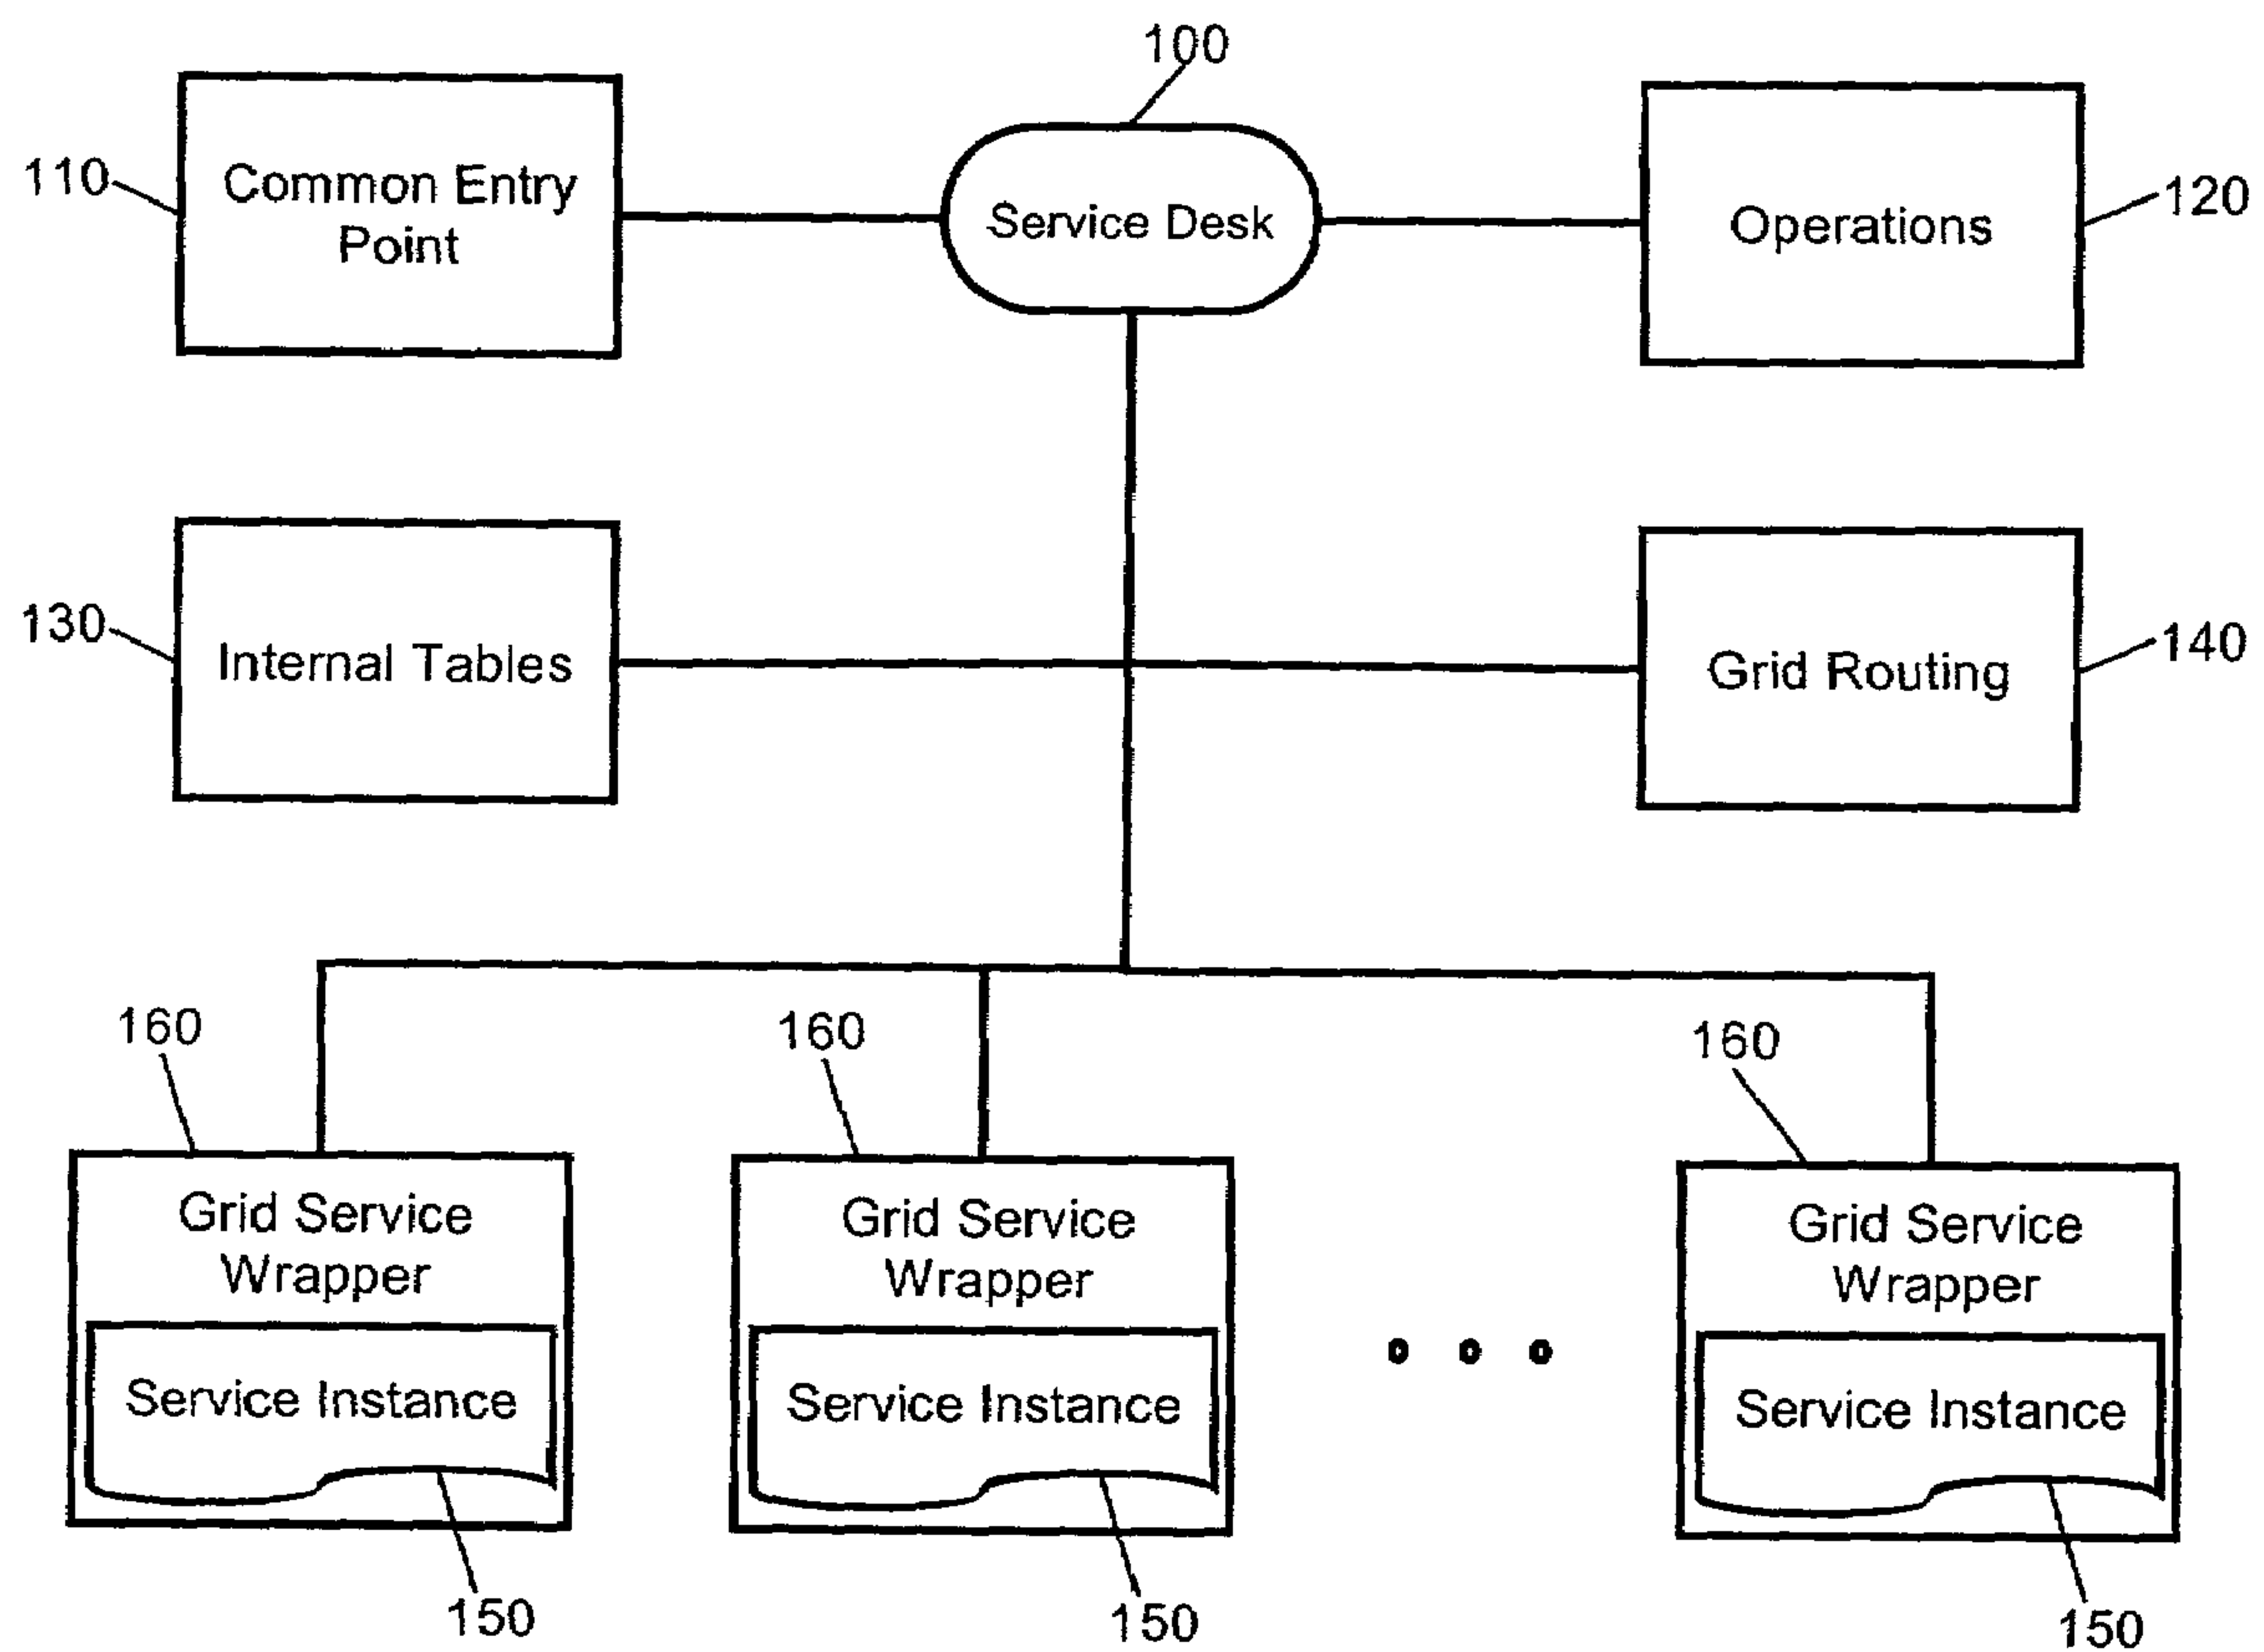 100
110
Common Entry
Point
Service Desk
Operations
120
130
Internal Tables
Grid Routing
140
160
160
160
Grid Service
Wrapper
Grid Service
Wrapper
Grid Service
Wrapper
Service Instance
Service Instance
Service Instance
150
150
150